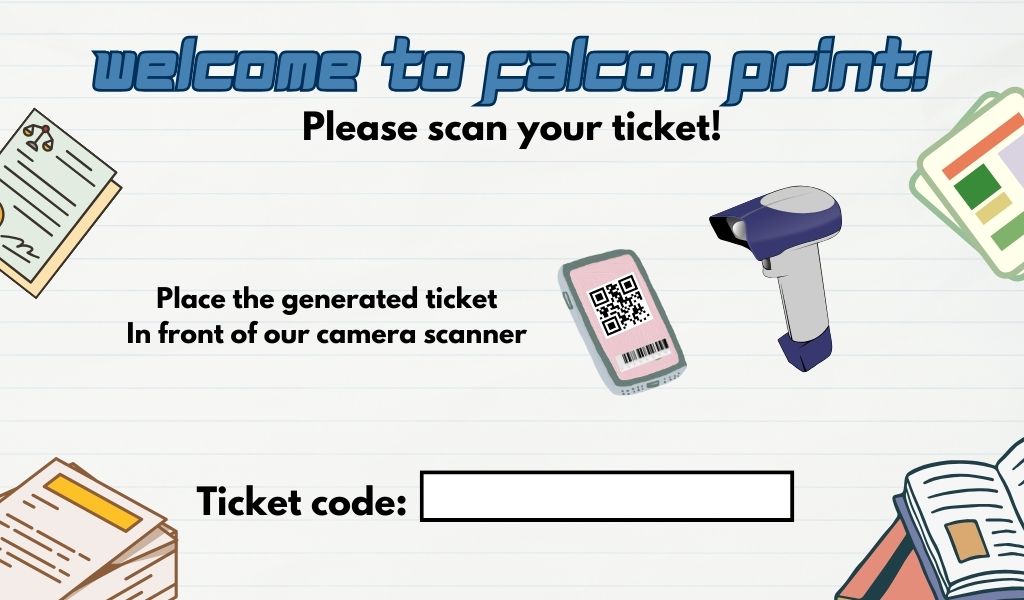 welcome to falcon print!
Please scan your ticket!
Place the generated ticket
In front of our camera scanner
Ticket code: